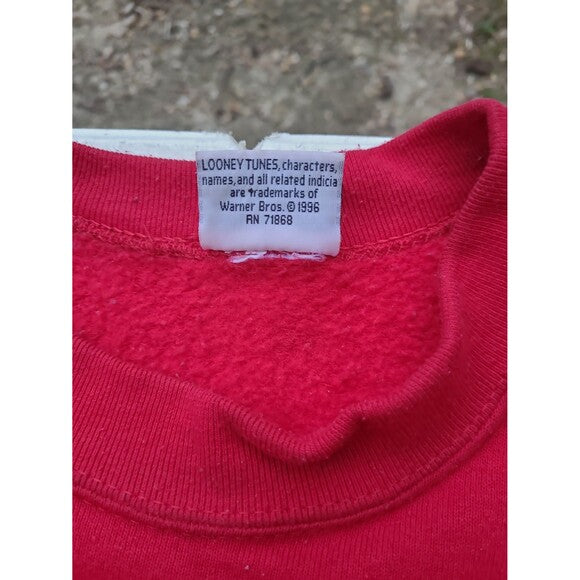 LOONEY TUNES, characters,
names, and all related indicia
are trademarks of
Warner Bros. © 1996
RN 71868